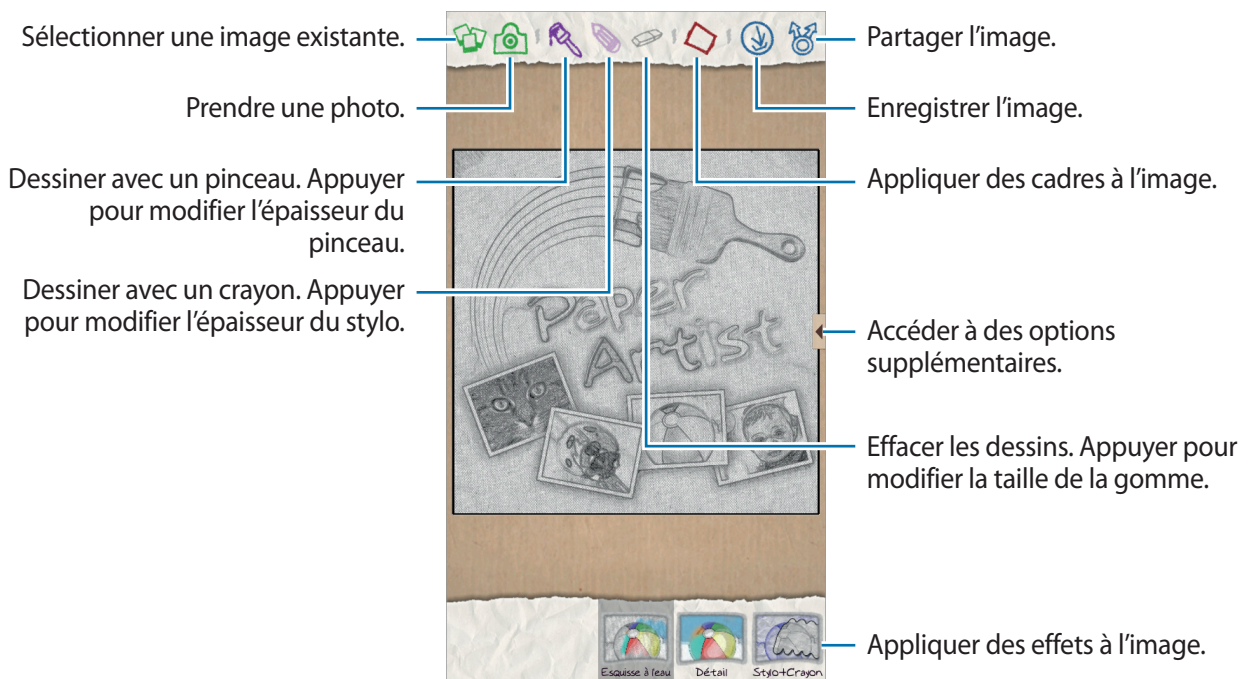 Sélectionner une image existante.
Prendre une photo.
Dessiner avec un pinceau. Appuyer
pour modifier l'épaisseur du
pinceau.
Dessiner avec un crayon. Appuyer
pour modifier l'épaisseur du stylo.
Paper
Artist
Partager l'image.
Enregistrer l'image.
Appliquer des cadres à l'image.
Accéder à des options
supplémentaires.
Effacer les dessins. Appuyer pour
modifier la taille de la gomme.
Appliquer des effets à l'image.
Esquisse à l'eau
Détail
Stylo+Crayon